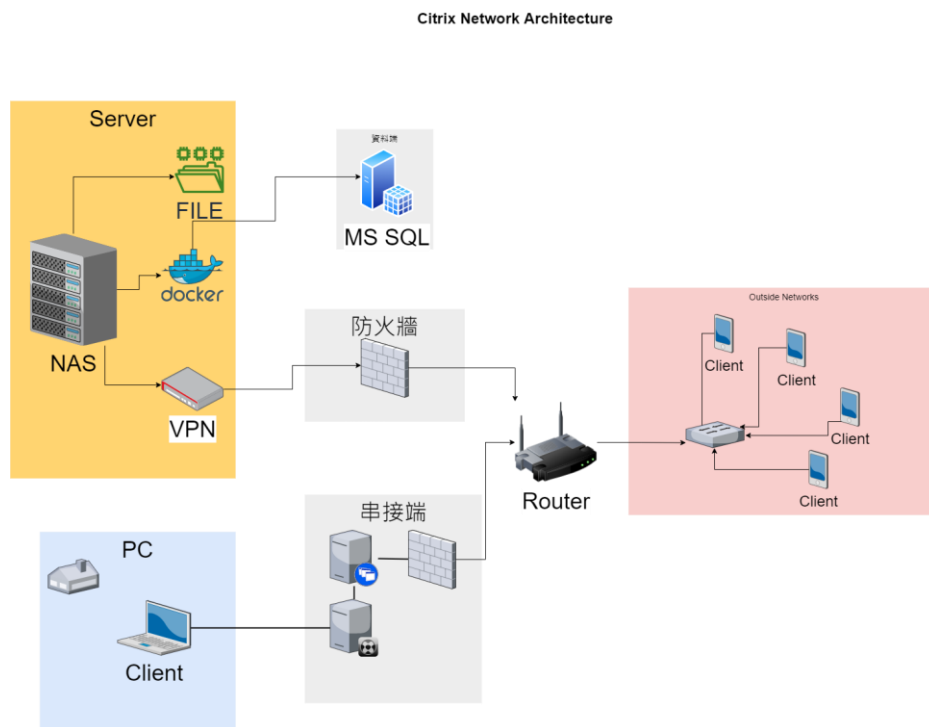 Citrix Network Architecture
Server
FILE
docker
NAS
VPN
資料端
MS SQL
防火牆
Router
Outside Networks
Client
Client
Client
Client
串接端
PC
Client